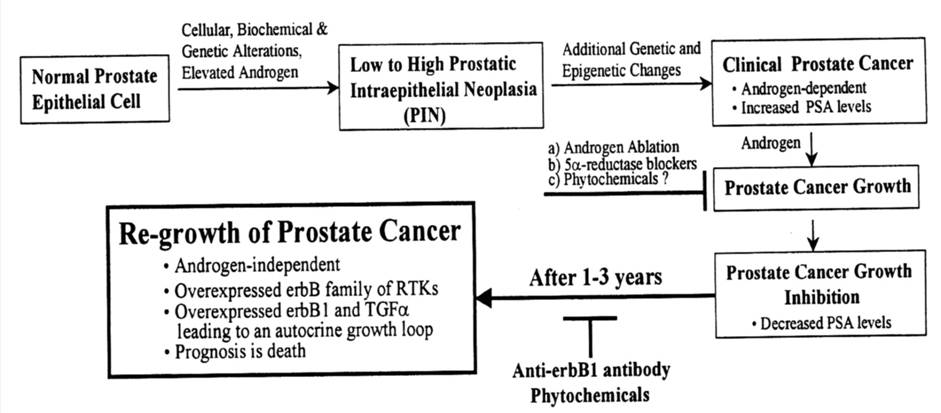 Normal Prostate
Epithelial Cell
Cellular, Biochemical &
Genetic Alterations,
Elevated Androgen
Low to High Prostatic
Intraepithelial Neoplasia
(PIN)
Additional Genetic and
Epigenetic Changes
Clinical Prostate Cancer
• Androgen-dependent
• Increased PSA levels
Androgen
a) Androgen Ablation
b) 5α-reductase blockers
c) Phytochemicals ?
Prostate Cancer Growth
Prostate Cancer Growth
Inhibition
• Decreased PSA levels
After 1-3 years
Anti-erbB1 antibody
Phytochemicals
Re-growth of Prostate Cancer
• Androgen-independent
• Overexpressed erbB family of RTKs
• Overexpressed erbB1 and TGFα
leading to an autocrine growth loop
• Prognosis is death